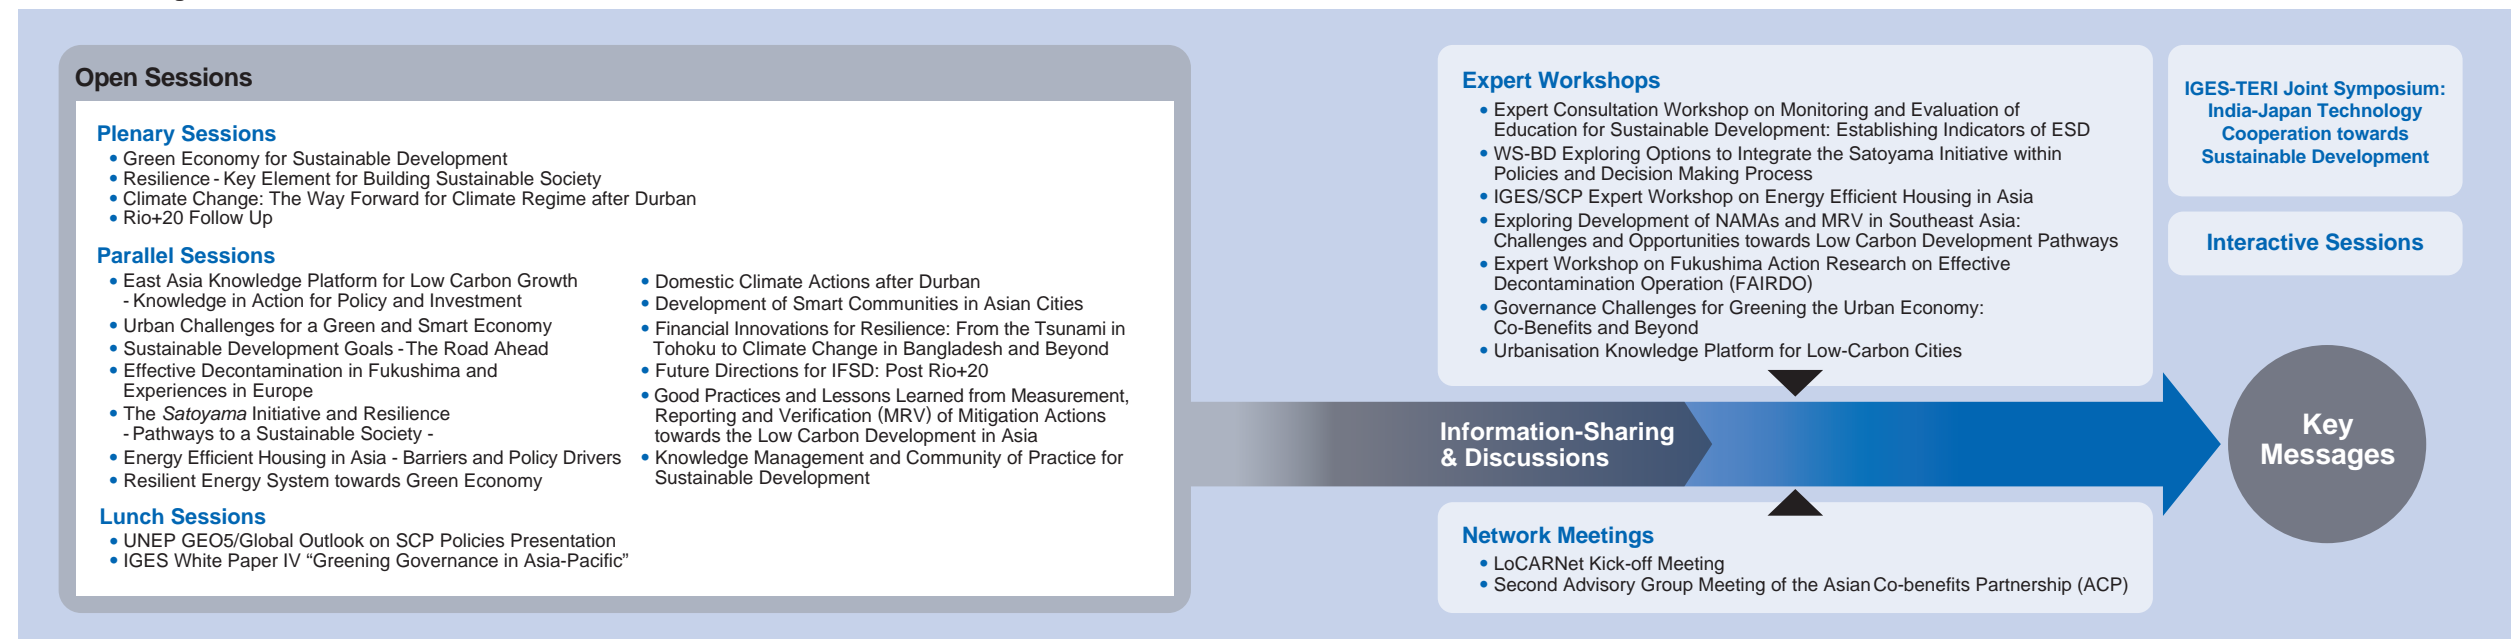 Open Sessions
Plenary Sessions
• Green Economy for Sustainable Development
• Resilience - Key Element for Building Sustainable Society
• Climate Change: The Way Forward for Climate Regime after Durban
• Rio+20 Follow Up
Parallel Sessions
• East Asia Knowledge Platform for Low Carbon Growth
- Knowledge in Action for Policy and Investment
• Urban Challenges for a Green and Smart Economy
• Sustainable Development Goals - The Road Ahead
• Effective Decontamination in Fukushima and
Experiences in Europe
• The Satoyama Initiative and Resilience
- Pathways to a Sustainable Society -
• Energy Efficient Housing in Asia - Barriers and Policy Drivers
• Resilient Energy System towards Green Economy
• Domestic Climate Actions after Durban
• Development of Smart Communities in Asian Cities
• Financial Innovations for Resilience: From the Tsunami in
Tohoku to Climate Change in Bangladesh and Beyond
• Future Directions for IFSD: Post Rio+20
• Good Practices and Lessons Learned from Measurement,
Reporting and Verification (MRV) of Mitigation Actions
towards the Low Carbon Development in Asia
• Knowledge Management and Community of Practice for
Sustainable Development
Lunch Sessions
• UNEP GEO5/Global Outlook on SCP Policies Presentation
• IGES White Paper IV “Greening Governance in Asia-Pacific”
Information-Sharing
& Discussions
Expert Workshops
• Expert Consultation Workshop on Monitoring and Evaluation of
Education for Sustainable Development: Establishing Indicators of ESD
• WS-BD Exploring Options to Integrate the Satoyama Initiative within
Policies and Decision Making Process
• IGES/SCP Expert Workshop on Energy Efficient Housing in Asia
• Exploring Development of NAMAs and MRV in Southeast Asia:
Challenges and Opportunities towards Low Carbon Development Pathways
• Expert Workshop on Fukushima Action Research on Effective
Decontamination Operation (FAIRDO)
• Governance Challenges for Greening the Urban Economy:
Co-Benefits and Beyond
• Urbanisation Knowledge Platform for Low-Carbon Cities
Network Meetings
• LoCARNet Kick-off Meeting
• Second Advisory Group Meeting of the Asian Co-benefits Partnership (ACP)
IGES-TERI Joint Symposium:
India-Japan Technology
Cooperation towards
Sustainable Development
Interactive Sessions
Key
Messages